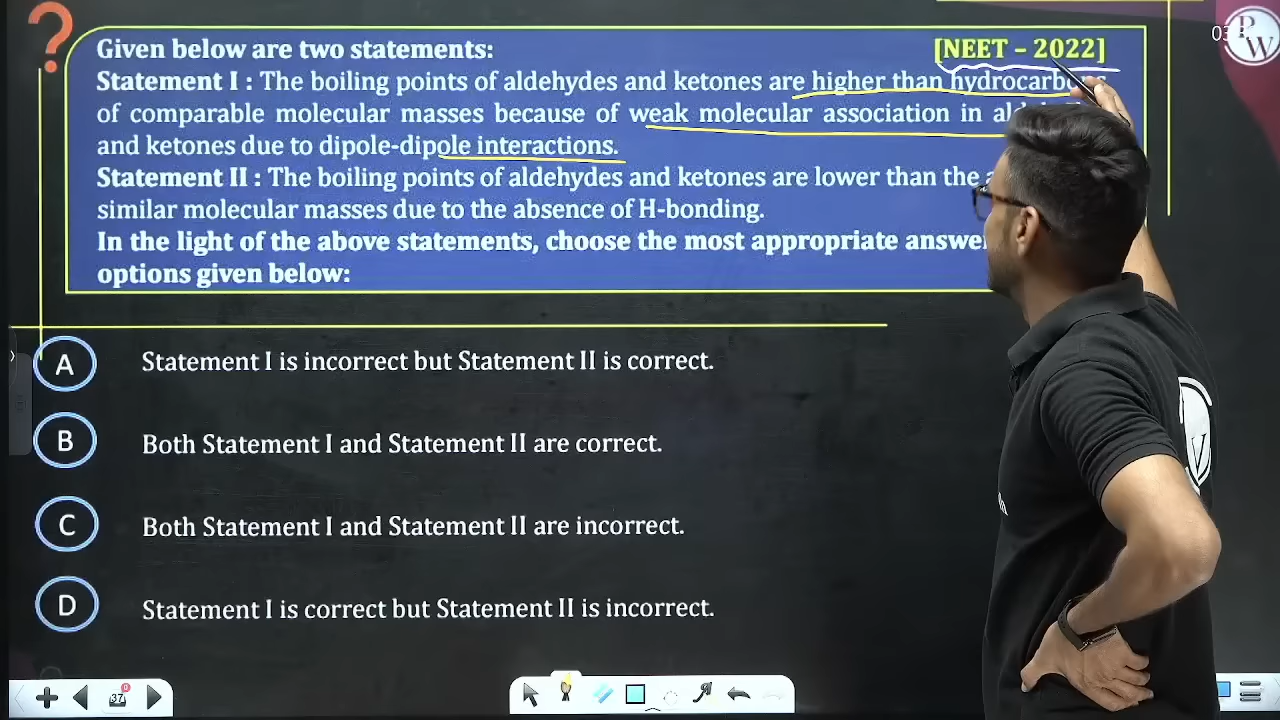 Given below are two statements: [NEET – 2022]
Statement I : The boiling points of aldehydes and ketones are higher than hydrocarbons
of comparable molecular masses because of weak molecular association in
and ketones due to dipole-dipole interactions.
Statement II : The boiling points of aldehydes and ketones are lower than the
similar molecular masses due to the absence of H-bonding.
In the light of the above statements, choose the most appropriate
options given below:
A Statement I is incorrect but Statement II is correct.
B Both Statement I and Statement II are correct.
C Both Statement I and Statement II are incorrect.
D Statement I is correct but Statement II is incorrect.
37
PW